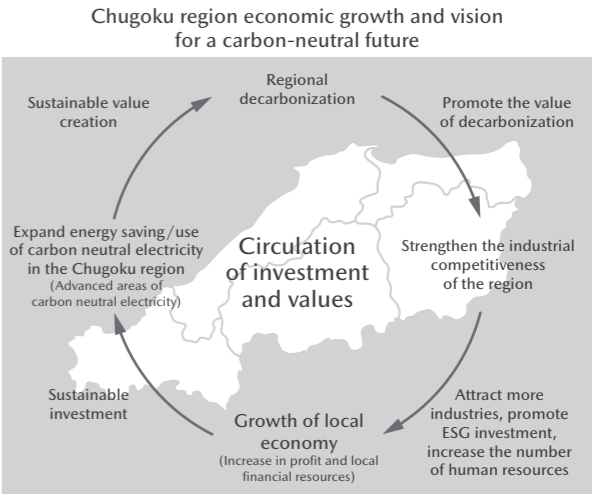 Chugoku region economic growth and vision
for a carbon-neutral future
Regional
decarbonization
Promote the value
of decarbonization
Strengthen the industrial
competitiveness
of the region
Attract more
industries, promote
ESG investment,
increase the number
of human resources
Growth of local
economy
(Increase in profit and local
financial resources)
Sustainable
investment
Expand energy saving/use
of carbon neutral electricity
in the Chugoku region
(Advanced areas of
carbon neutral electricity)
Sustainable value
creation
Circulation
of investment
and values